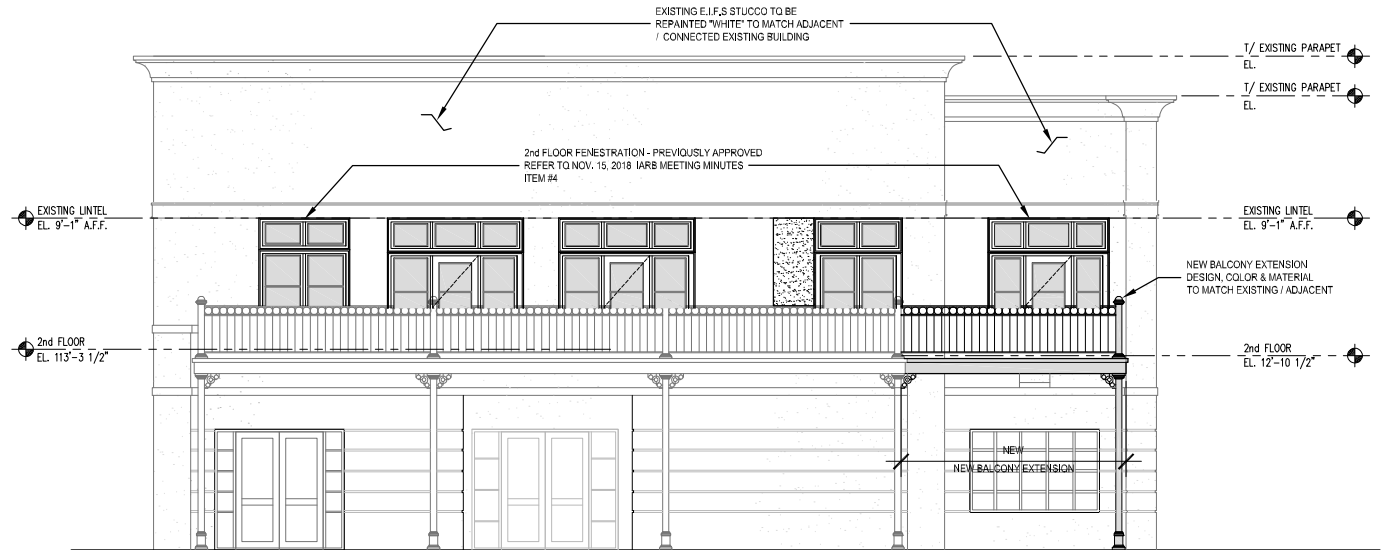 EXISTING E.I.F.S STUCCO TO BE
REPAINTED "WHITE" TO MATCH ADJACENT
/ CONNECTED EXISTING BUILDING
T/ EXISTING PARAPET
EL.
T/ EXISTING PARAPET
EL.
2nd FLOOR FENESTRATION - PREVIOUSLY APPROVED
REFER TO NOV. 15, 2018 IARB MEETING MINUTES
ITEM #4
EXISTING LINTEL
EL. 9'-1" A.F.F.
EXISTING LINTEL
EL. 9'-1" A.F.F.
NEW BALCONY EXTENSION
DESIGN, COLOR & MATERIAL
TO MATCH EXISTING / ADJACENT
2nd FLOOR
EL. 113'-3 1/2"
2nd FLOOR
EL. 12'-10 1/2"
NEW
NEW BALCONY EXTENSION